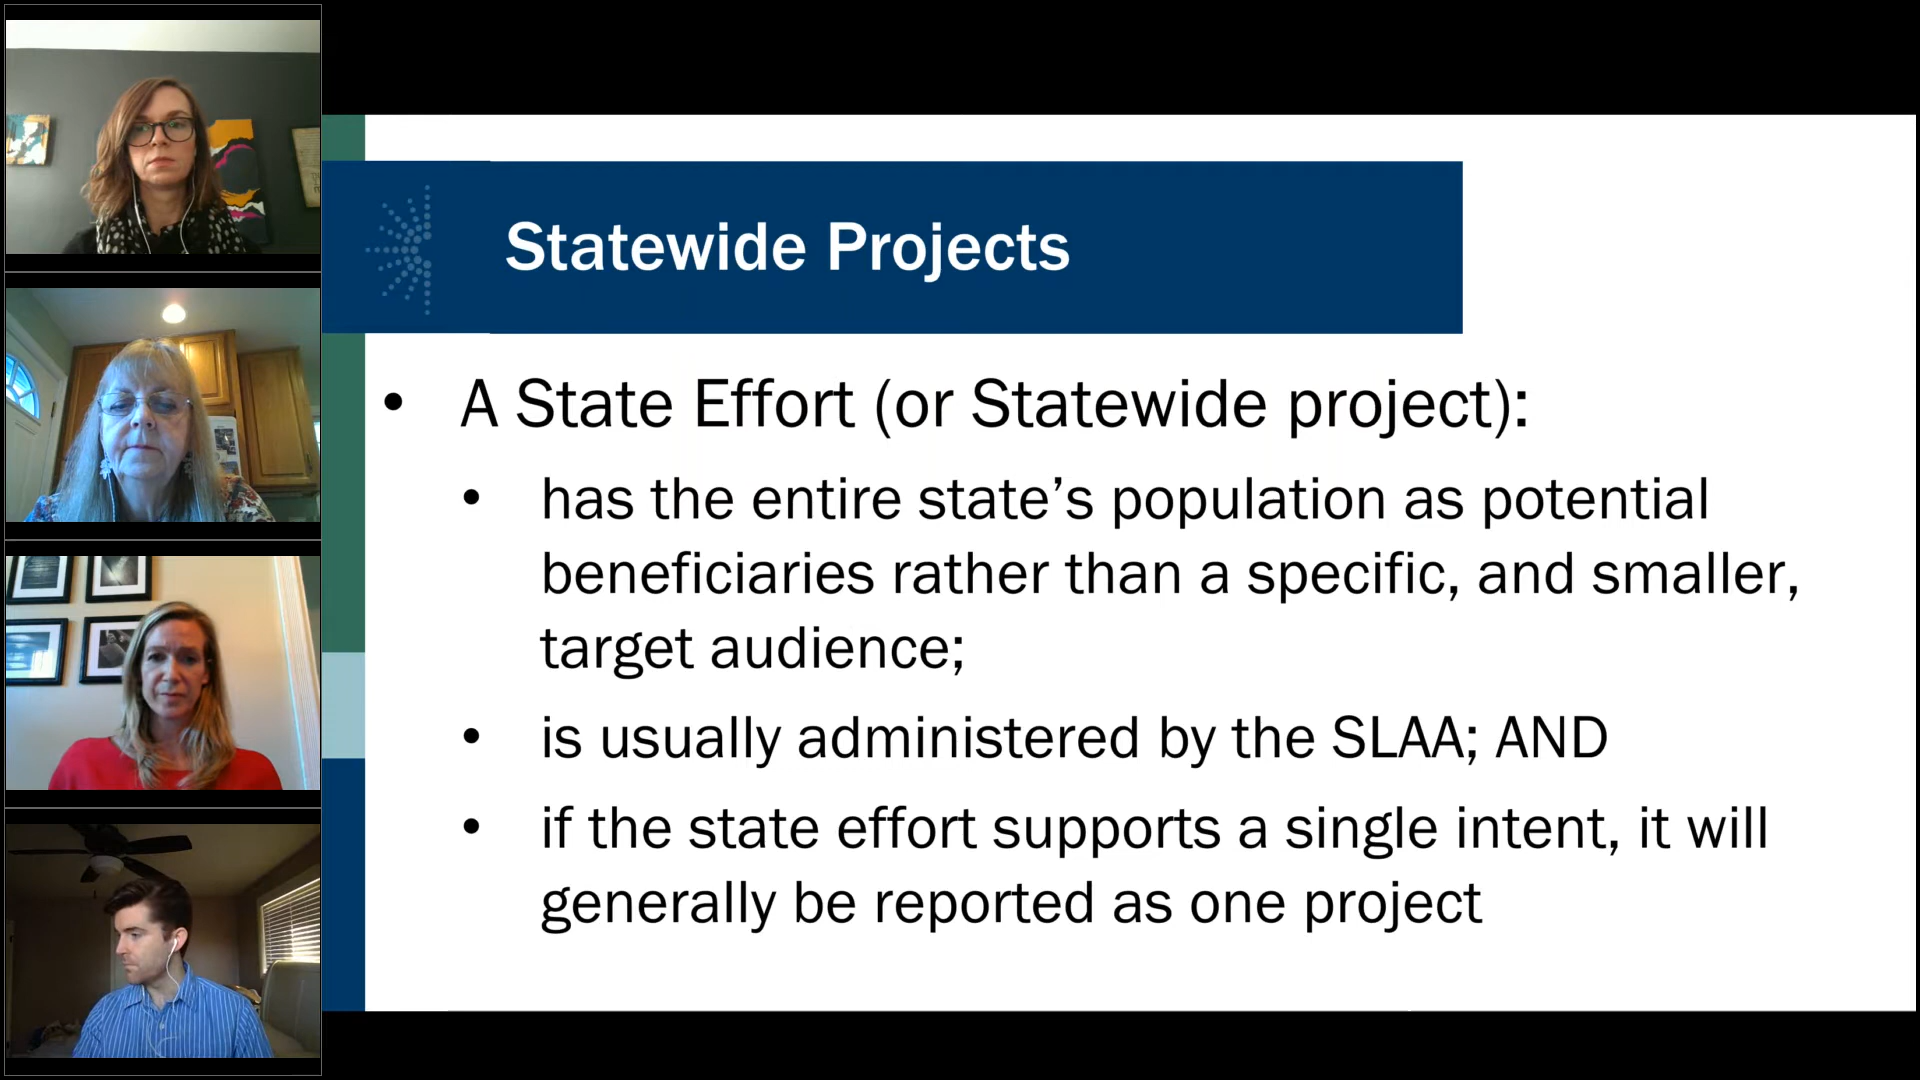 Statewide Projects
• A State Effort (or Statewide project):
• has the entire state’s population as potential
beneficiaries rather than a specific, and smaller,
target audience;
• is usually administered by the SLAA; AND
• if the state effort supports a single intent, it will
generally be reported as one project